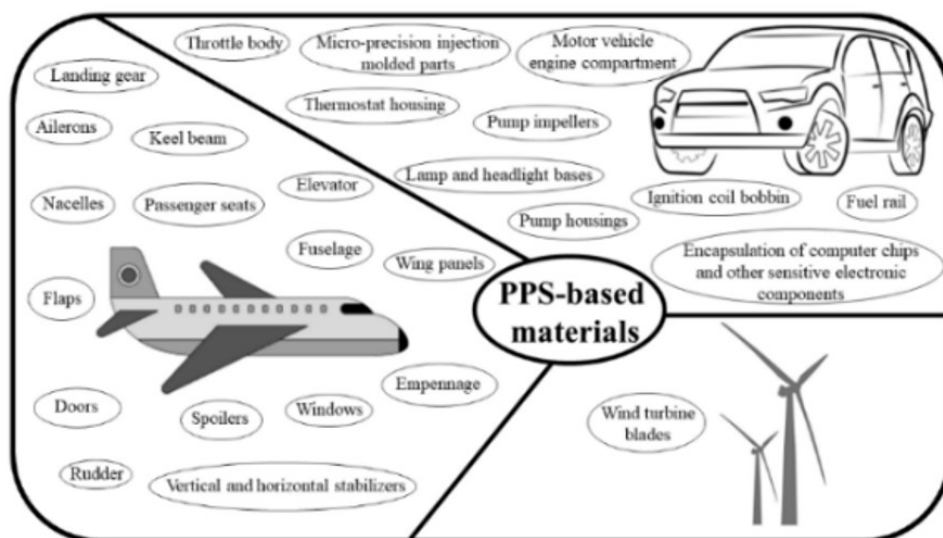 Throttle body
Micro-precision injection
molded parts
Motor vehicle
engine compartment
Landing gear
Thermostat housing
Ailerons
Keel beam
Pump impellers
Elevator
Lamp and headlight bases
Nacelles
Passenger seats
Ignition coil bobbin
Fuel rail
Pump housings
Fuselage
Wing panels
Encapsulation of computer chips
and other sensitive electronic
components
Flaps
PPS-based
materials
Empennage
Doors
Spoilers
Windows
Wind turbine
blades
Rudder
Vertical and horizontal stabilizers